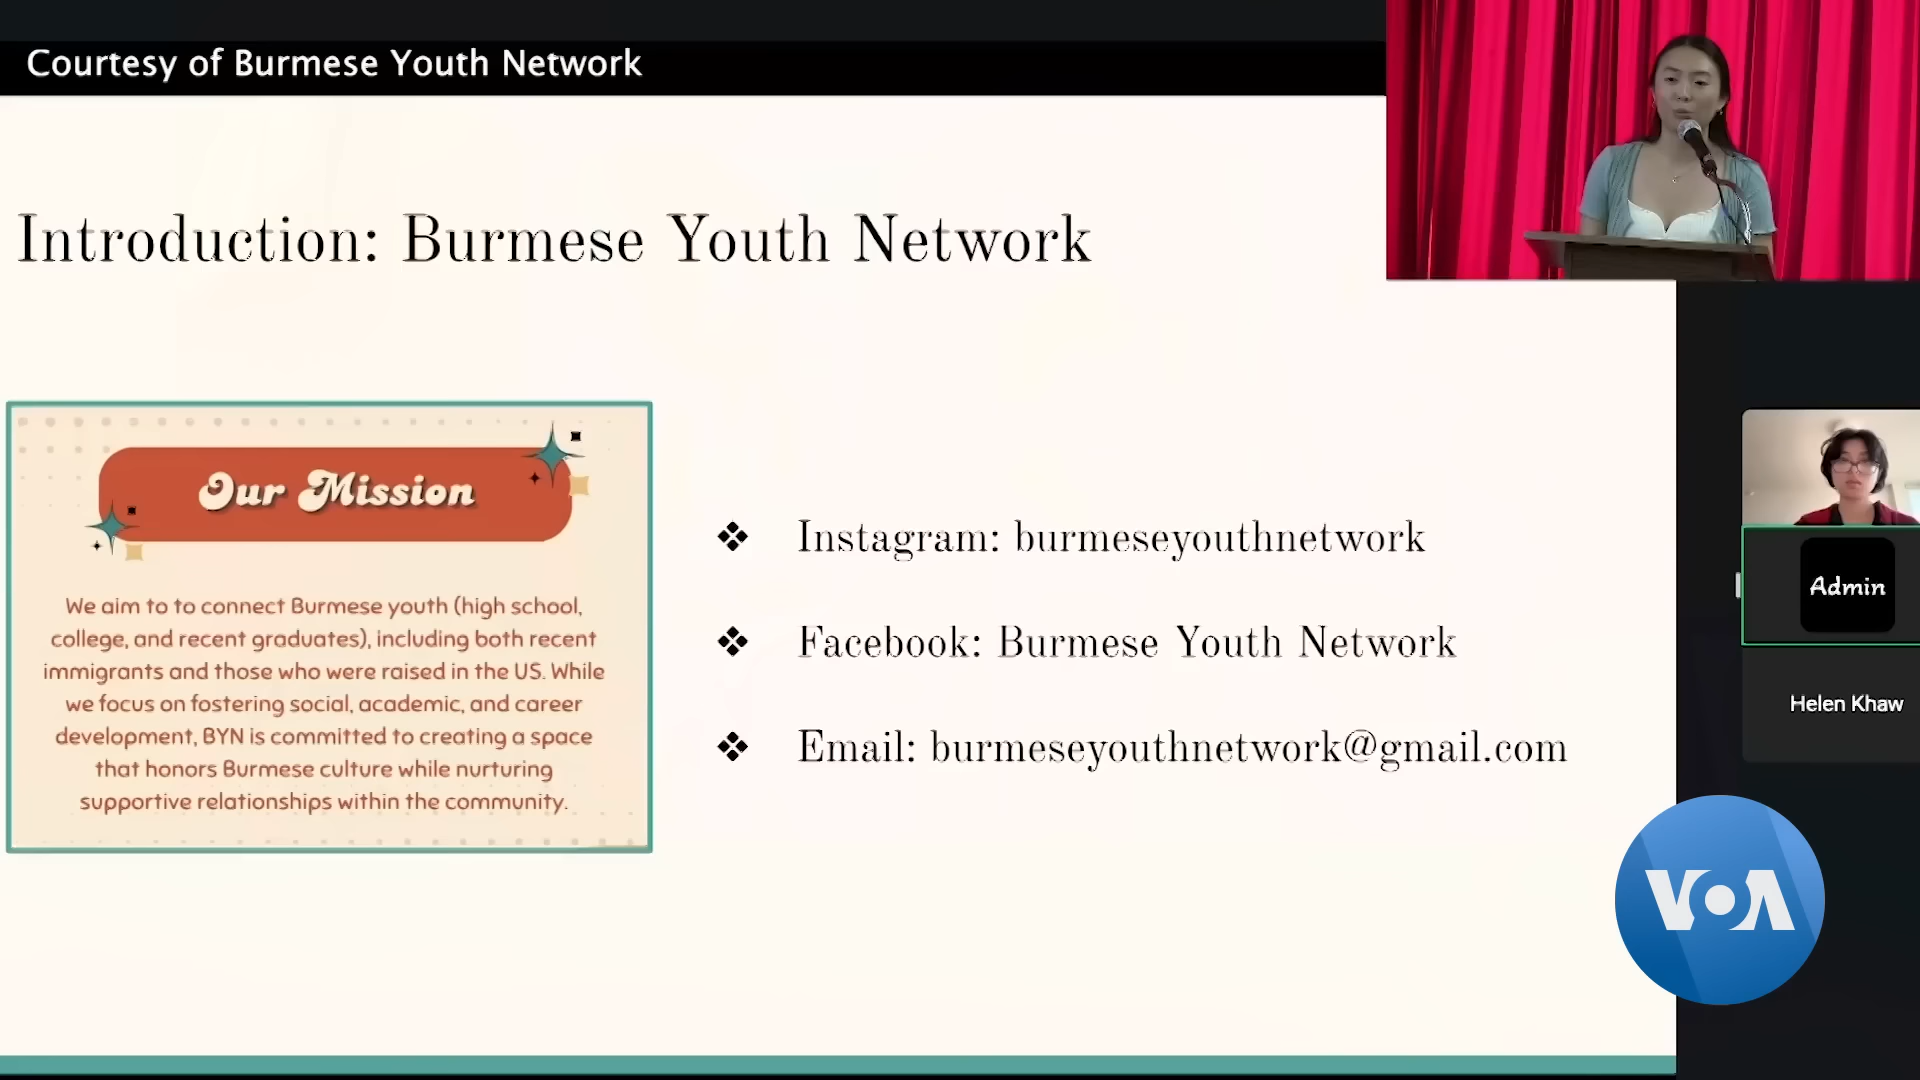 Courtesy of Burmese Youth Network
Introduction: Burmese Youth Network
Our Mission
We aim to to connect Burmese youth (high school,
college, and recent graduates), including both recent
immigrants and those who were raised in the US. While
we focus on fostering social, academic, and career
development, BYN is committed to creating a space
that honors Burmese culture while nurturing
supportive relationships within the community.
❖ Instagram: burmeseyouthnetwork
❖ Facebook: Burmese Youth Network
❖ Email: burmeseyouthnetwork@gmail.com
Admin
Helen Khaw
VOA